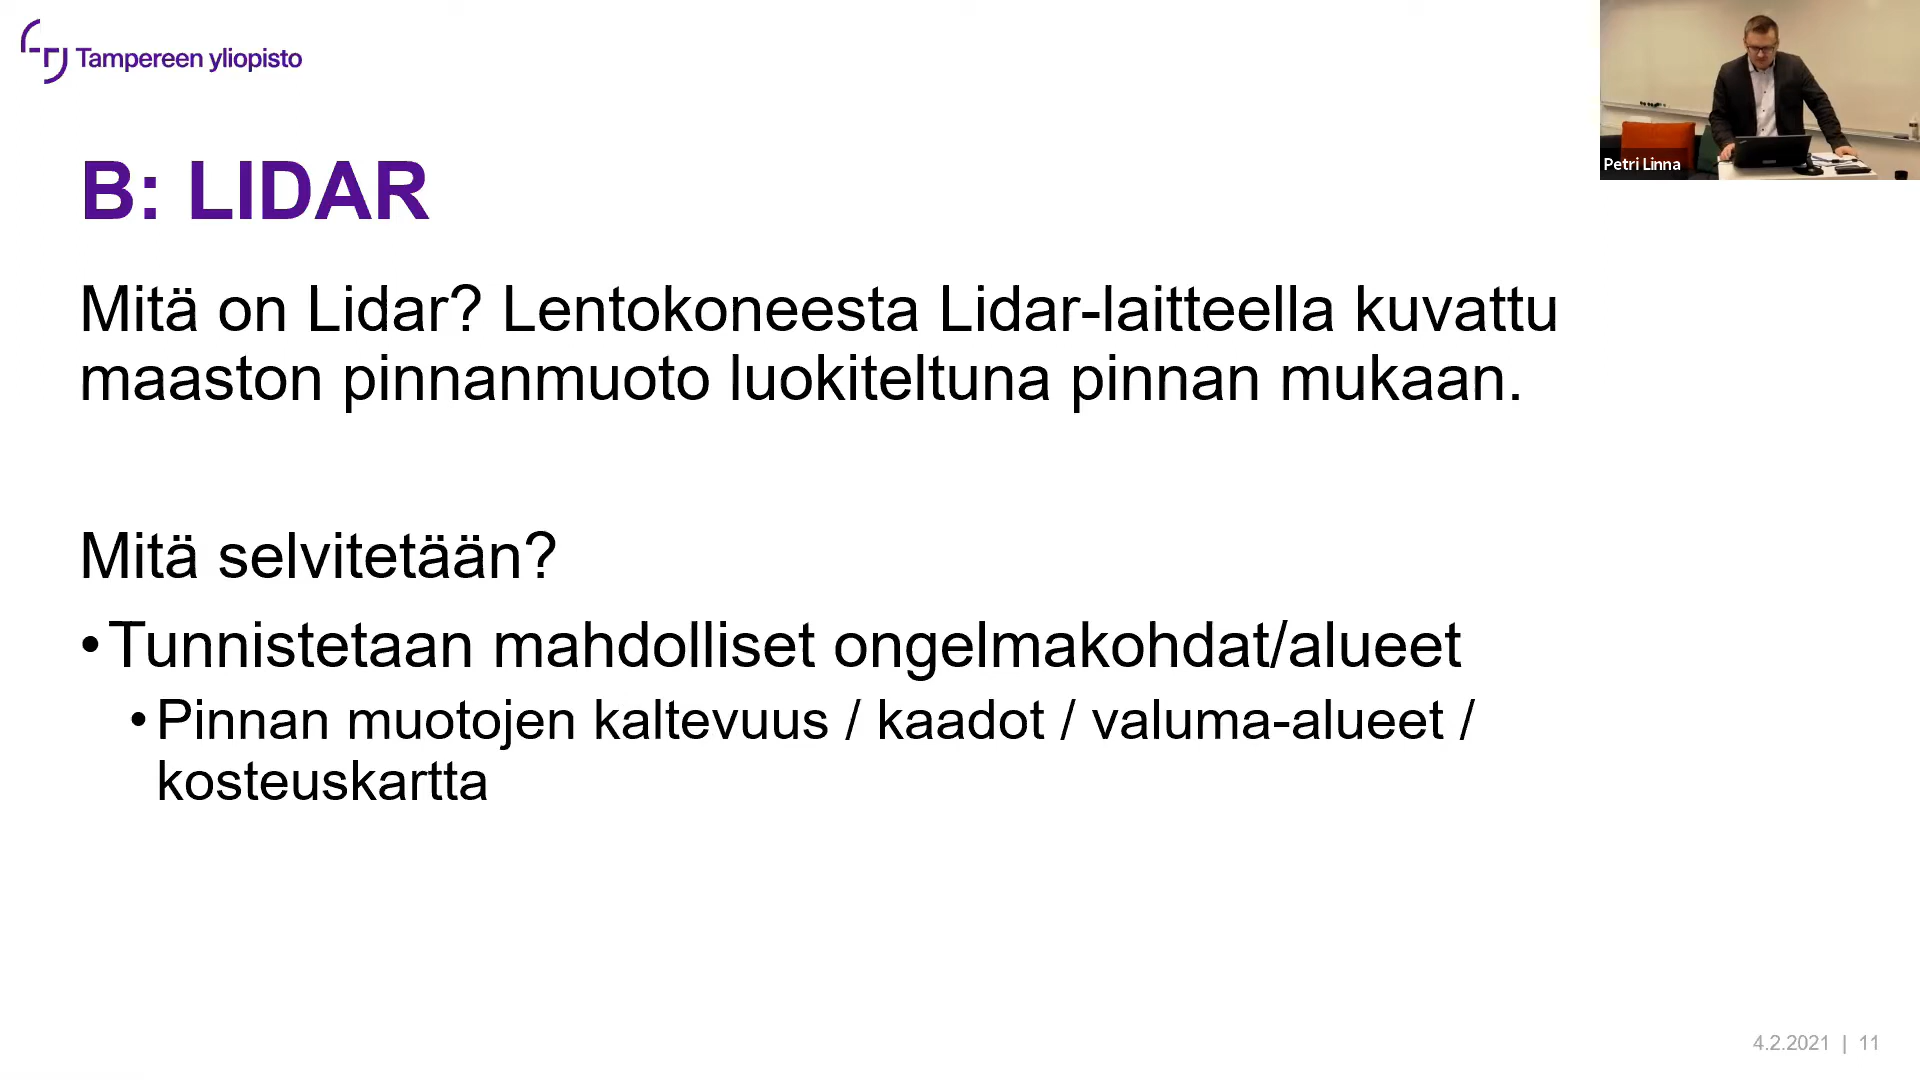 Tampereen yliopisto
Petri Linna
B: LIDAR
Mitä on Lidar? Lentokoneesta Lidar-laitteella kuvattu
maaston pinnanmuoto luokiteltuna pinnan mukaan.
Mitä selvitetään?
•Tunnistetaan mahdolliset ongelmakohdat/alueet
•Pinnan muotojen kaltevuus / kaadot / valuma-alueet /
kosteuskartta
4.2.2021 | 11